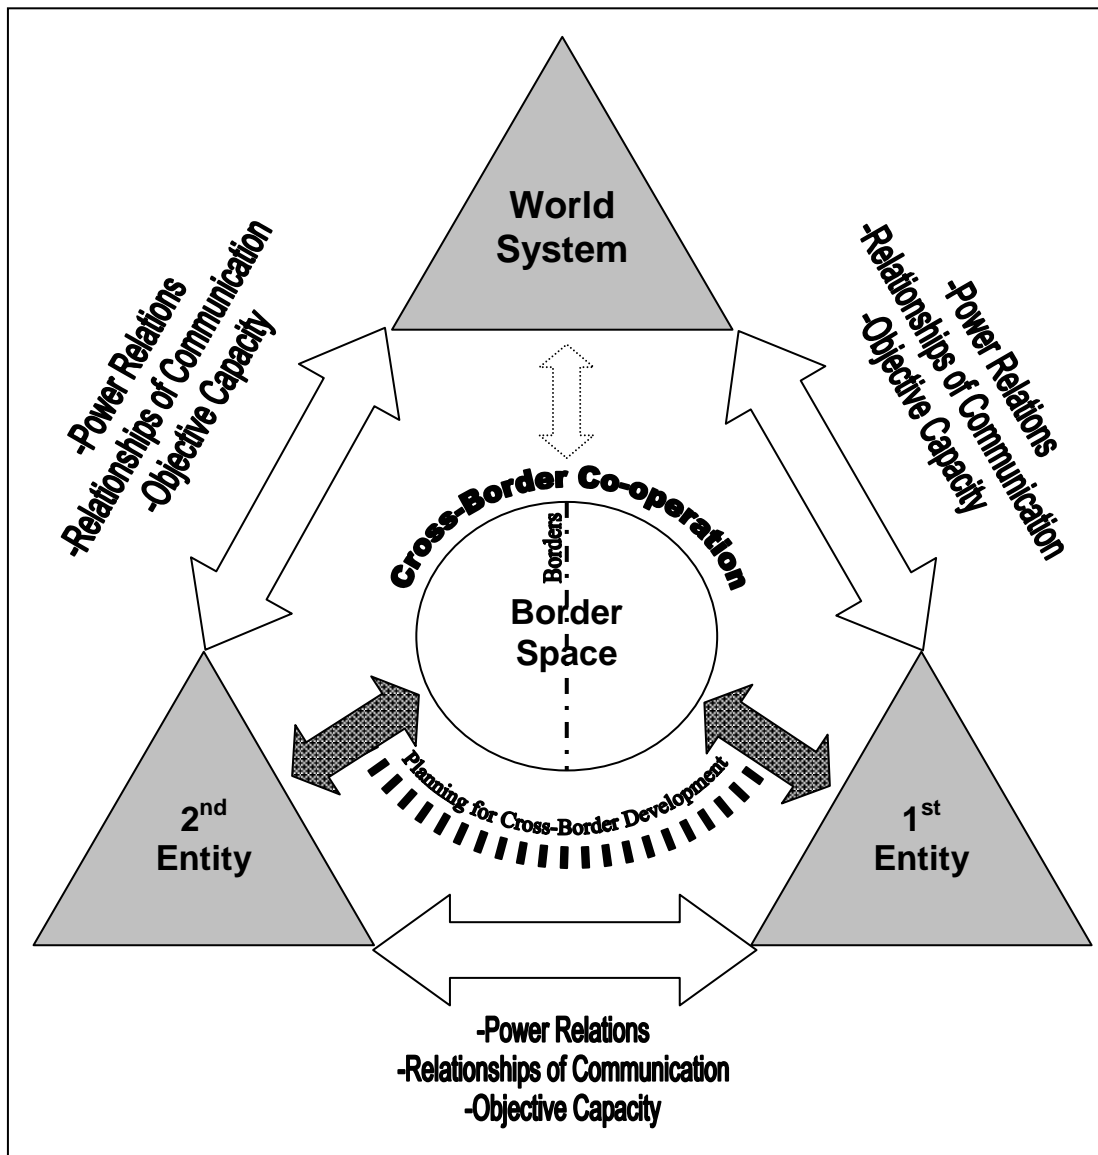 World
System
-Power Relations
-Relationships of Communication
-Objective Capacity
-Power Relations
-Relationships of Communication
-Objective Capacity
Cross-Border Co-operation
Borders
Border
Space
Planning for Cross-Border Development
2nd
Entity
1st
Entity
-Power Relations
-Relationships of Communication
-Objective Capacity